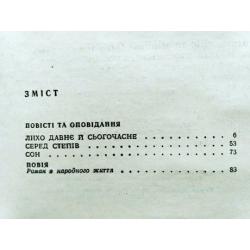 ЗМІСТ
ПОВІСТІ ТА ОПОВІДАННЯ
ЛИХО ДАВНЄ Й СЬОГОЧАСНЕ . . . . . . 6
СЕРЕД СТЕПІВ . . . . . . . . . 53
СОН . . . . . . . . . . . . 73
ПОВІЯ
Роман з народного життя . . . . . . . . 83